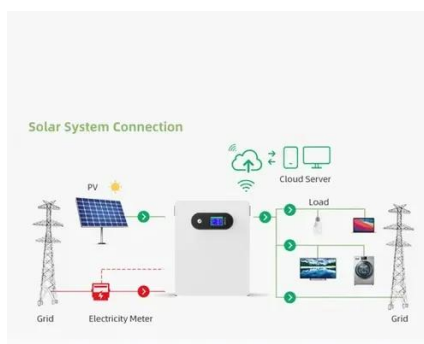 Solar System Connection
Cloud Server
PV
Load
Grid
Electricity Meter
Grid